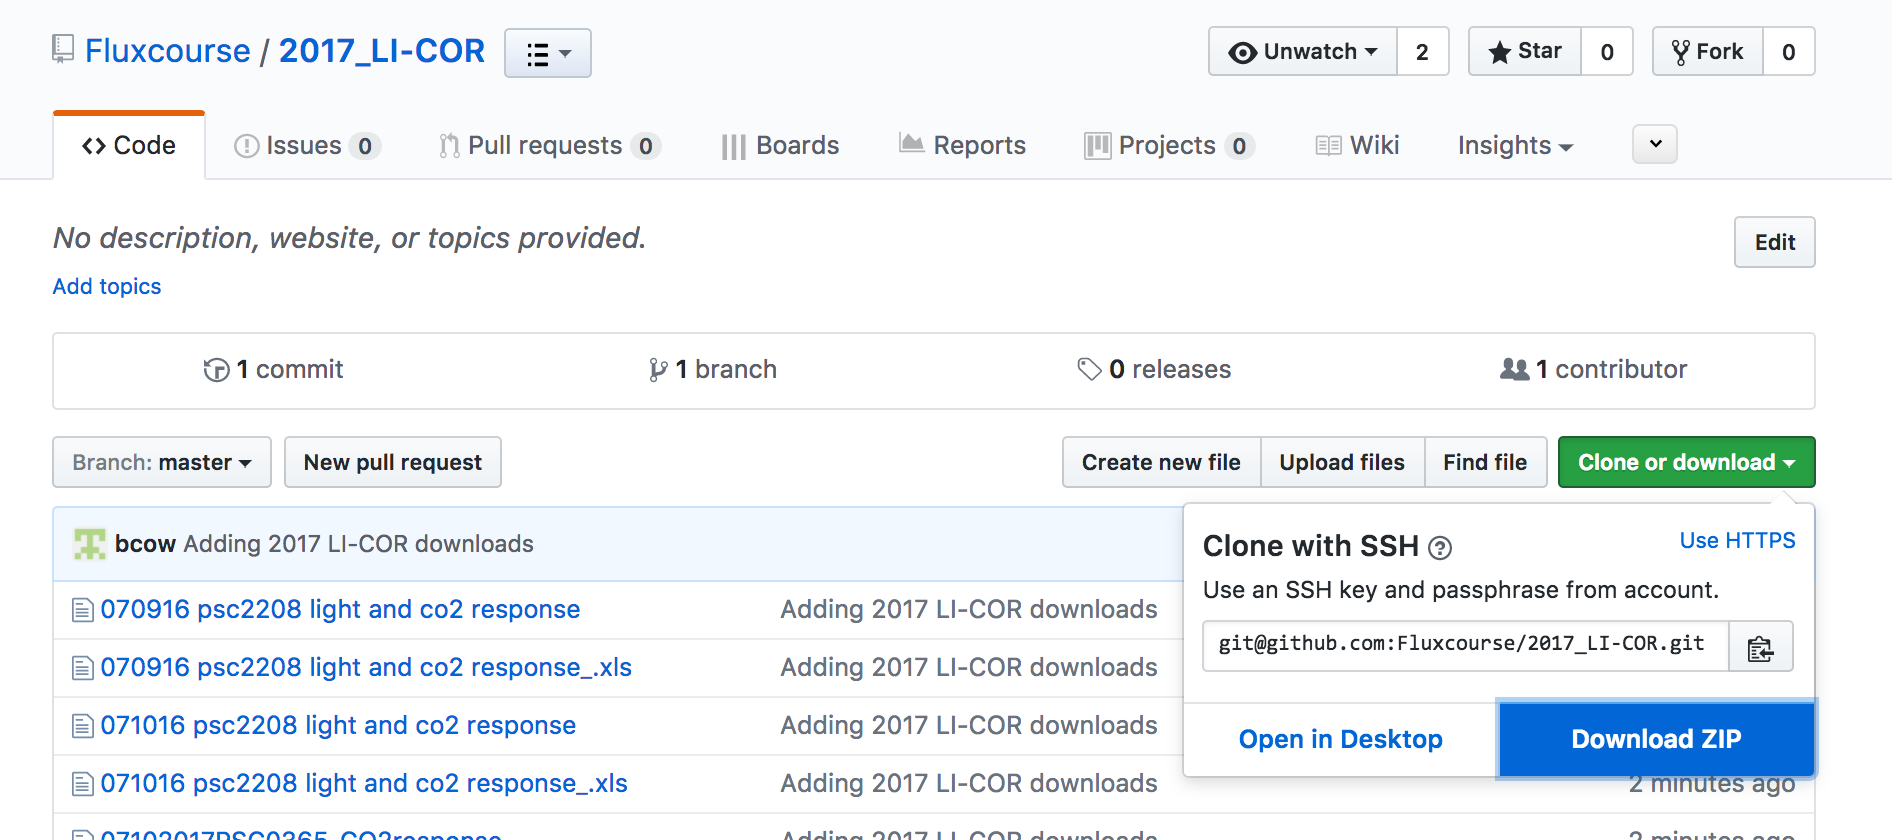 Fluxcourse / 2017_LI-COR
Unwatch 2 Star 0 Fork 0
Code Issues 0 Pull requests 0 Boards Reports Projects 0 Wiki Insights
No description, website, or topics provided.
Edit
Add topics
1 commit 1 branch 0 releases 1 contributor
Branch: master New pull request Create new file Upload files Find file Clone or download
bcow Adding 2017 LI-COR downloads
Clone with SSH ? Use HTTPS
Use an SSH key and passphrase from account.
git@github.com:Fluxcourse/2017_LI-COR.git
Open in Desktop Download ZIP
070916 psc2208 light and co2 response Adding 2017 LI-COR downloads
070916 psc2208 light and co2 response_.xls Adding 2017 LI-COR downloads
071016 psc2208 light and co2 response Adding 2017 LI-COR downloads
071016 psc2208 light and co2 response_.xls Adding 2017 LI-COR downloads 2 minutes ago
07102017PSC0365_CO2response Adding 2017 LI-COR downloads 2 minutes ago